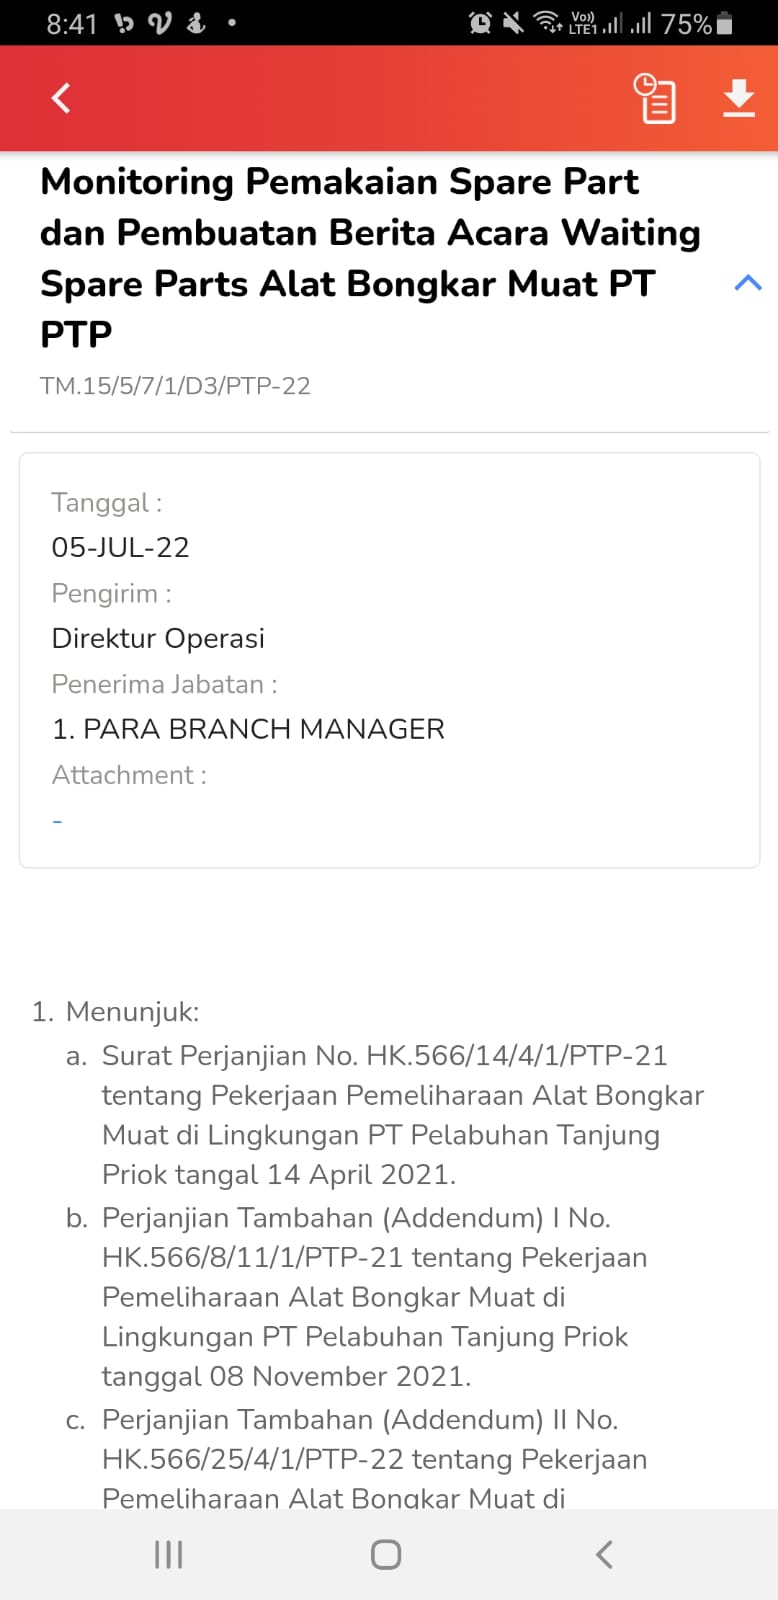 8:41
Vo))
LTE1
75%
Monitoring Pemakaian Spare Part
dan Pembuatan Berita Acara Waiting
Spare Parts Alat Bongkar Muat PT
PTP
TM.15/5/7/1/D3/PTP-22
Tanggal :
05-JUL-22
Pengirim :
Direktur Operasi
Penerima Jabatan :
1. PARA BRANCH MANAGER
Attachment :
-
1. Menunjuk:
a. Surat Perjanjian No. HK.566/14/4/1/PTP-21
tentang Pekerjaan Pemeliharaan Alat Bongkar
Muat di Lingkungan PT Pelabuhan Tanjung
Priok tangal 14 April 2021.
b. Perjanjian Tambahan (Addendum) I No.
HK.566/8/11/1/PTP-21 tentang Pekerjaan
Pemeliharaan Alat Bongkar Muat di
Lingkungan PT Pelabuhan Tanjung Priok
tanggal 08 November 2021.
c. Perjanjian Tambahan (Addendum) II No.
HK.566/25/4/1/PTP-22 tentang Pekerjaan
Pemeliharaan Alat Bongkar Muat di